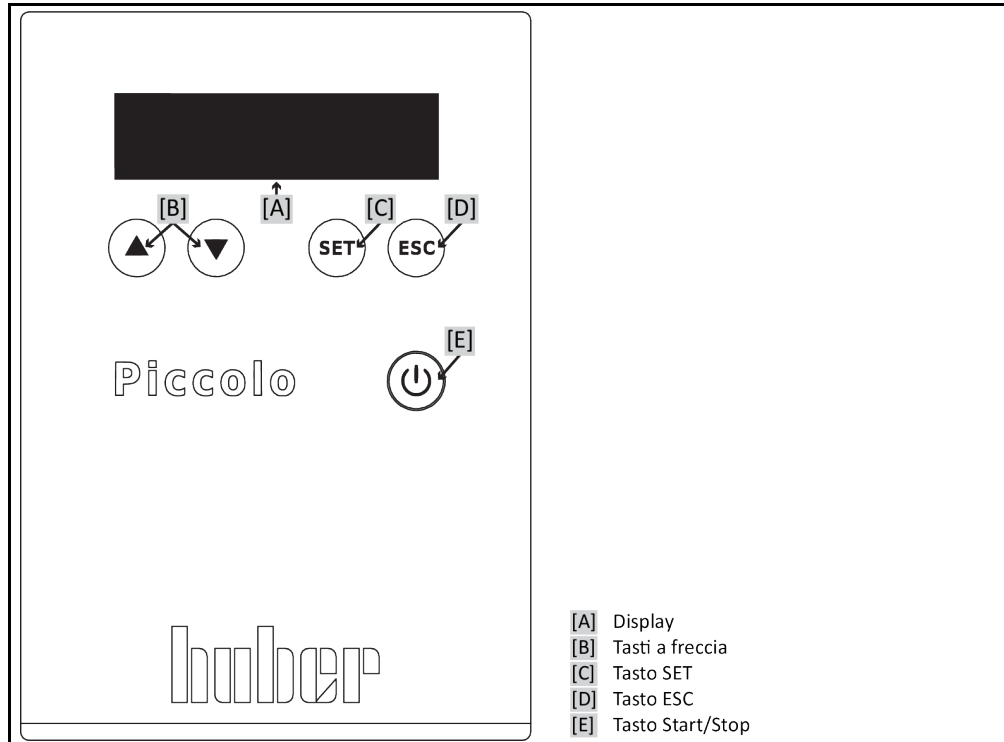 [B] [A] [C] [D]
SET ESC
[E]
Piccolo
huber
[A] Display
[B] Tasti a freccia
[C] Tasto SET
[D] Tasto ESC
[E] Tasto Start/Stop